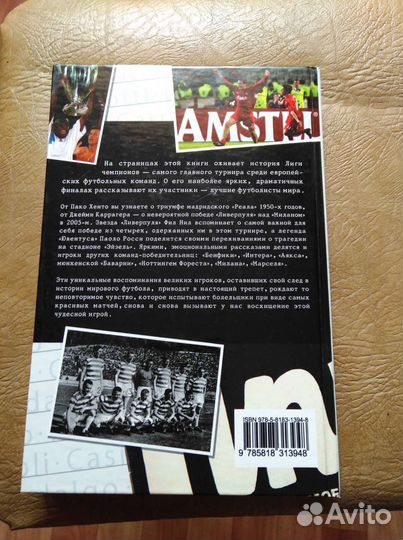 AMSTEL
На страницах этой книги оживает история Лиги
чемпионов — самого главного турнира среди европей-
ских футбольных команд. О его наиболее ярких, драматичных
финалах рассказывают их участники — лучшие футболисты мира.
От Пако Хенто вы узнаете о триумфе мадридского «Реала» 1950-х годов,
от Джейми Каррагера — о невероятной победе «Ливерпуля» над «Миланом»
в 2005-м. Звезда «Ливерпуля» Фил Нил вспомнит о самой важной для
себя победе из четырех, одержанных им в этом турнире, а легенда
«Ювентуса» Паоло Росси поделится своими переживаниями о трагедии
на стадионе «Эйзель». Яркими, эмоциональными рассказами делятся и
игроки других команд-победительниц: «Бенфики», «Интера», «Аякса»,
мюнхенской «Баварии», «Ноттингем Фореста», «Милана», «Марселя».
Эти уникальные воспоминания великих игроков, оставивших свой след в
истории мирового футбола, приводят в настоящий трепет, рождают то
неповторимое чувство, которое испытывают болельщики при виде самых
красивых матчей, снова и снова вызывают у нас восхищение этой
чудесной игрой.
ISBN 978-5-8183-1394-8
9 785818 313948
Avito